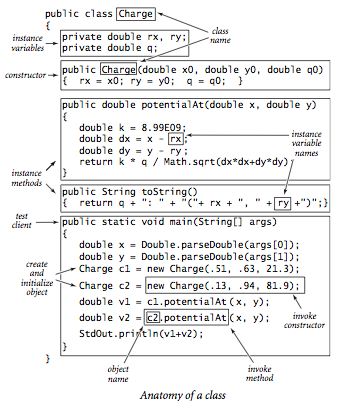 public class Charge
{
instance
variables
private double rx, ry;
private double q;
class
name
constructor
public Charge(double x0, double y0, double q0)
{ rx = x0; ry = y0; q = q0; }
public double potentialAt(double x, double y)
{
double k = 8.99E09;
double dx = x - rx;
double dy = y - ry;
return k * q / Math.sqrt(dx*dx+dy*dy)
instance
variable
names
}
instance
methods
public String toString()
{ return q + ": " + "("+ rx + ", " + ry +")";}
test
client
public static void main(String[] args)
{
double x = Double.parseDouble(args[0]);
double y = Double.parseDouble(args[1]);
create
and
initialize
object
Charge c1 = new Charge(.51, .63, 21.3);
Charge c2 = new Charge(.13, .94, 81.9);
double v1 = c1.potentialAt(x, y);
double v2 = c2.potentialAt(x, y);
invoke
constructor
StdOut.println(v1+v2);
}
}
object
name
invoke
method
Anatomy of a class